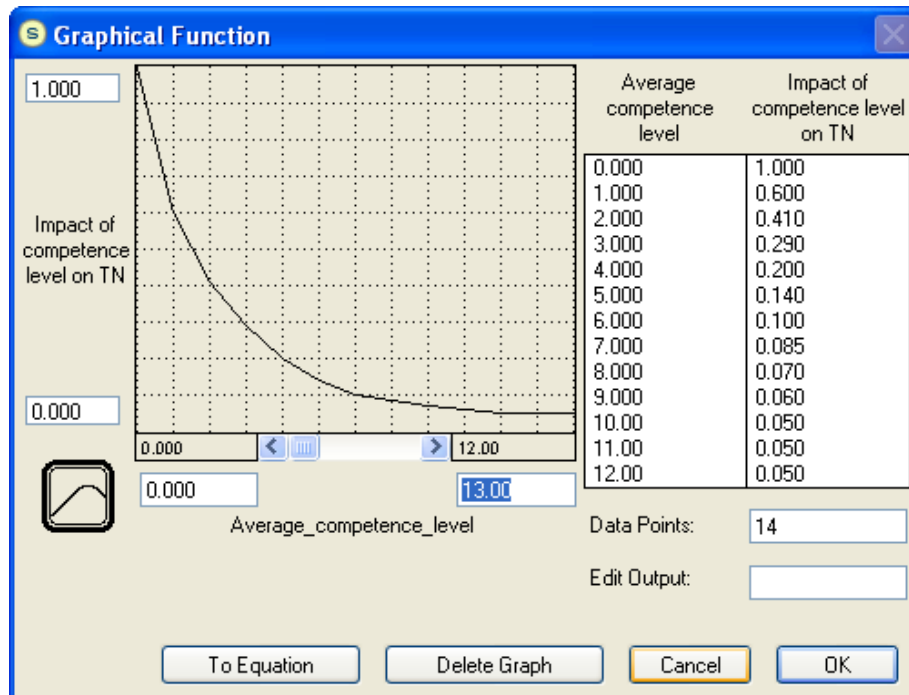 S Graphical Function
1.000
Impact of
competence
level on TN
0.000
0.000 12.00
0.000 13.00
Average_competence_level
Average
competence
level
Impact of
competence level
on TN
0.000 1.000
1.000 0.600
2.000 0.410
3.000 0.290
4.000 0.200
5.000 0.140
6.000 0.100
7.000 0.085
8.000 0.070
9.000 0.060
10.00 0.050
11.00 0.050
12.00 0.050
Data Points: 14
Edit Output:
To Equation Delete Graph Cancel OK